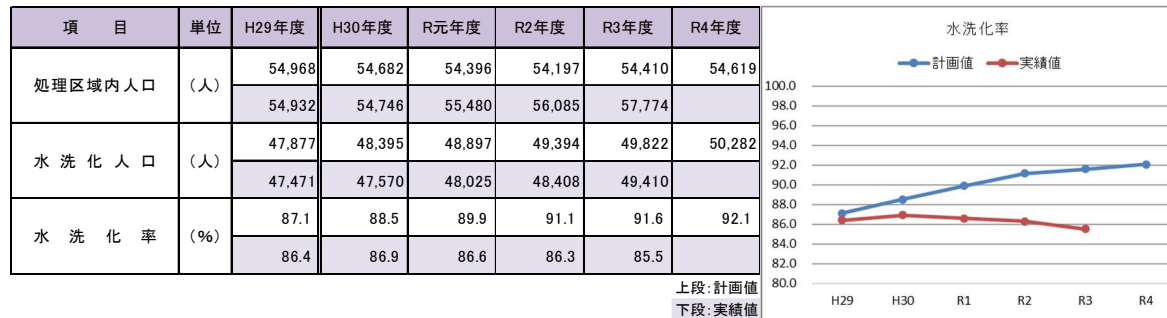 項 目 単位 H29年度 H30年度 R元年度 R2年度 R3年度 R4年度
処理区域内人口 (人) 54,968 54,682 54,396 54,197 54,410 54,619
54,932 54,746 55,480 56,085 57,774
水洗化人口 (人) 47,877 48,395 48,897 49,394 49,822 50,282
47,471 47,570 48,025 48,408 49,410
水洗化率 (%) 87.1 88.5 89.9 91.1 91.6 92.1
86.4 86.9 86.6 86.3 85.5
上段:計画値
下段:実績値
水洗化率
計画値 実績値
100.0
98.0
96.0
94.0
92.0
90.0
88.0
86.0
84.0
82.0
80.0
H29 H30 R1 R2 R3 R4